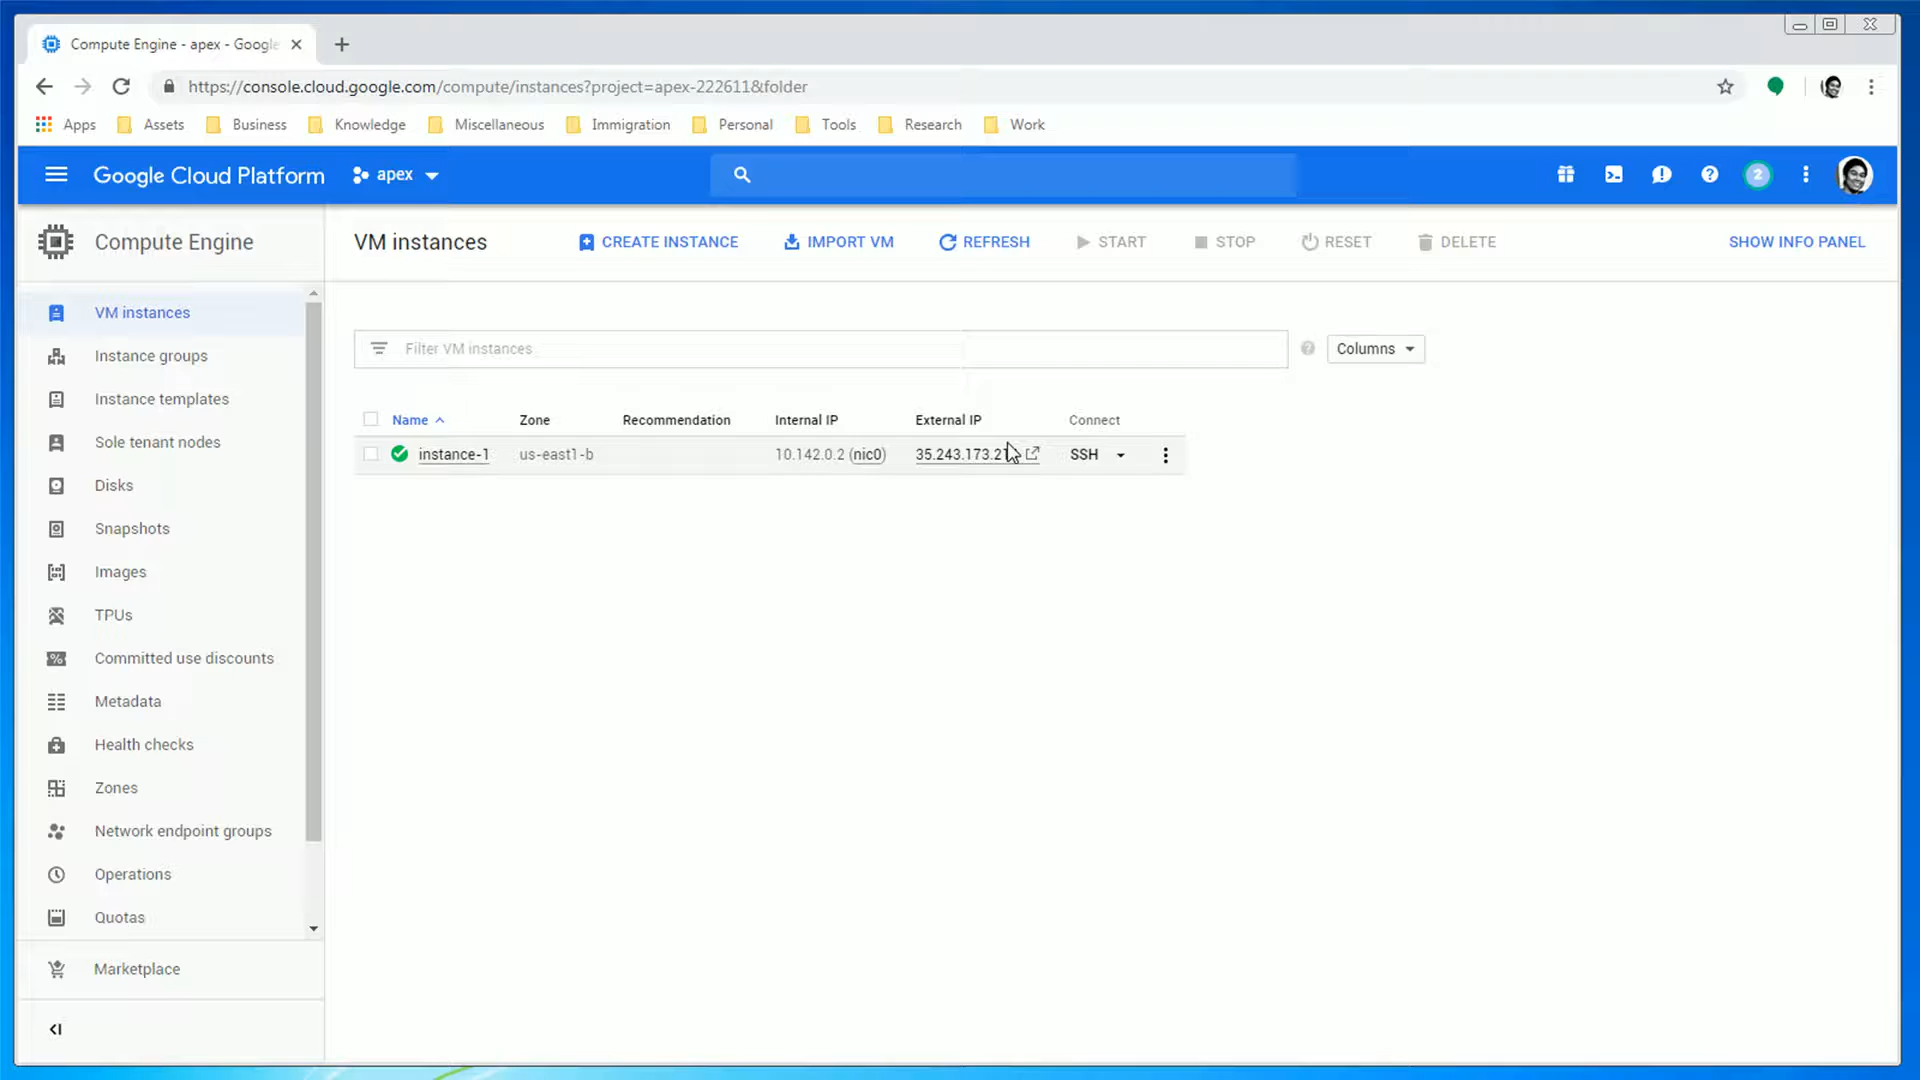 Compute Engine - apex - Google
https://console.cloud.google.com/compute/instances?project=apex-222611&folder
Apps Assets Business Knowledge Miscellaneous Immigration Personal Tools Research Work
Google Cloud Platform apex 2
Compute Engine
VM instances CREATE INSTANCE IMPORT VM REFRESH START STOP RESET DELETE SHOW INFO PANEL
VM instances
Instance groups
Instance templates
Sole tenant nodes
Disks
Snapshots
Images
TPUs
Committed use discounts
Metadata
Health checks
Zones
Network endpoint groups
Operations
Quotas
Marketplace
Filter VM instances Columns
Name Zone Recommendation Internal IP External IP Connect
instance-1 us-east1-b 10.142.0.2 (nic0) SSH